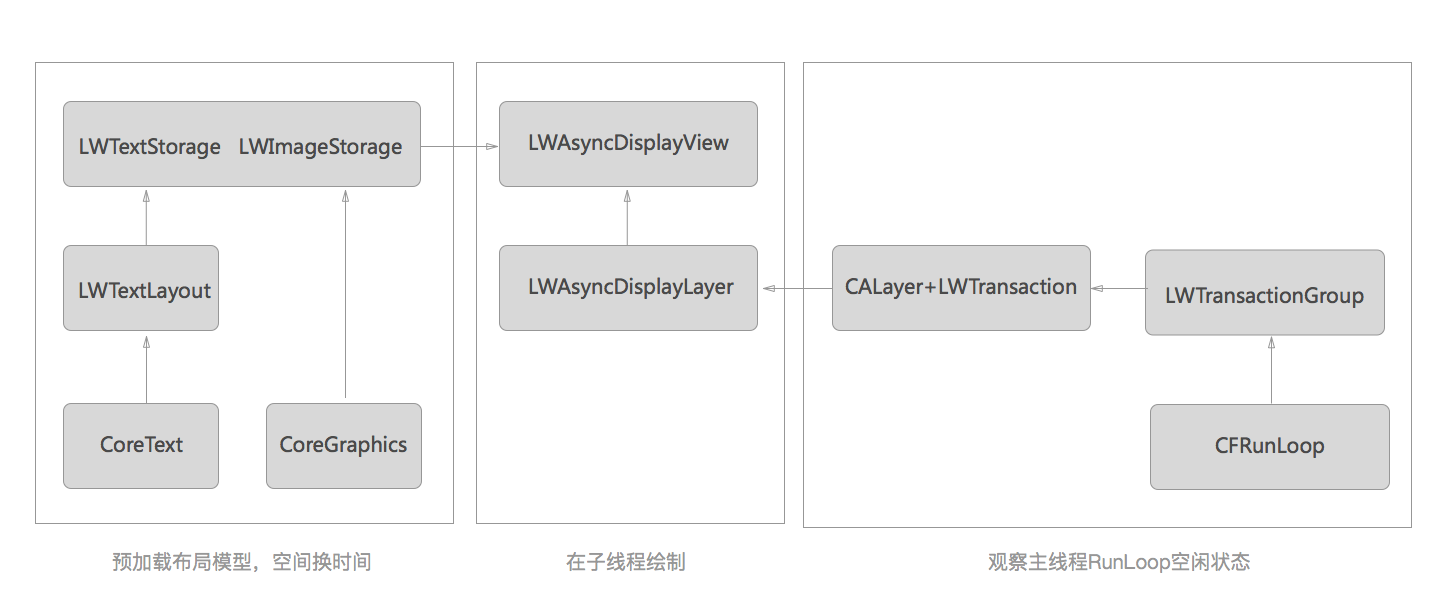 LWTextStorage LWImageStorage
LWTextLayout
CoreText
CoreGraphics
预加载布局模型，空间换时间
LWAsyncDisplayView
LWAsyncDisplayLayer
在子线程绘制
CALayer+LWTransaction
LWTransactionGroup
CFRunLoop
观察主线程RunLoop空闲状态